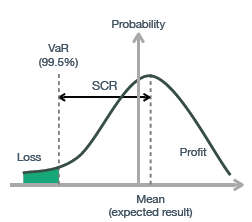 Probability
VaR
(99.5%)
SCR
Loss
Profit
Mean
(expected result)